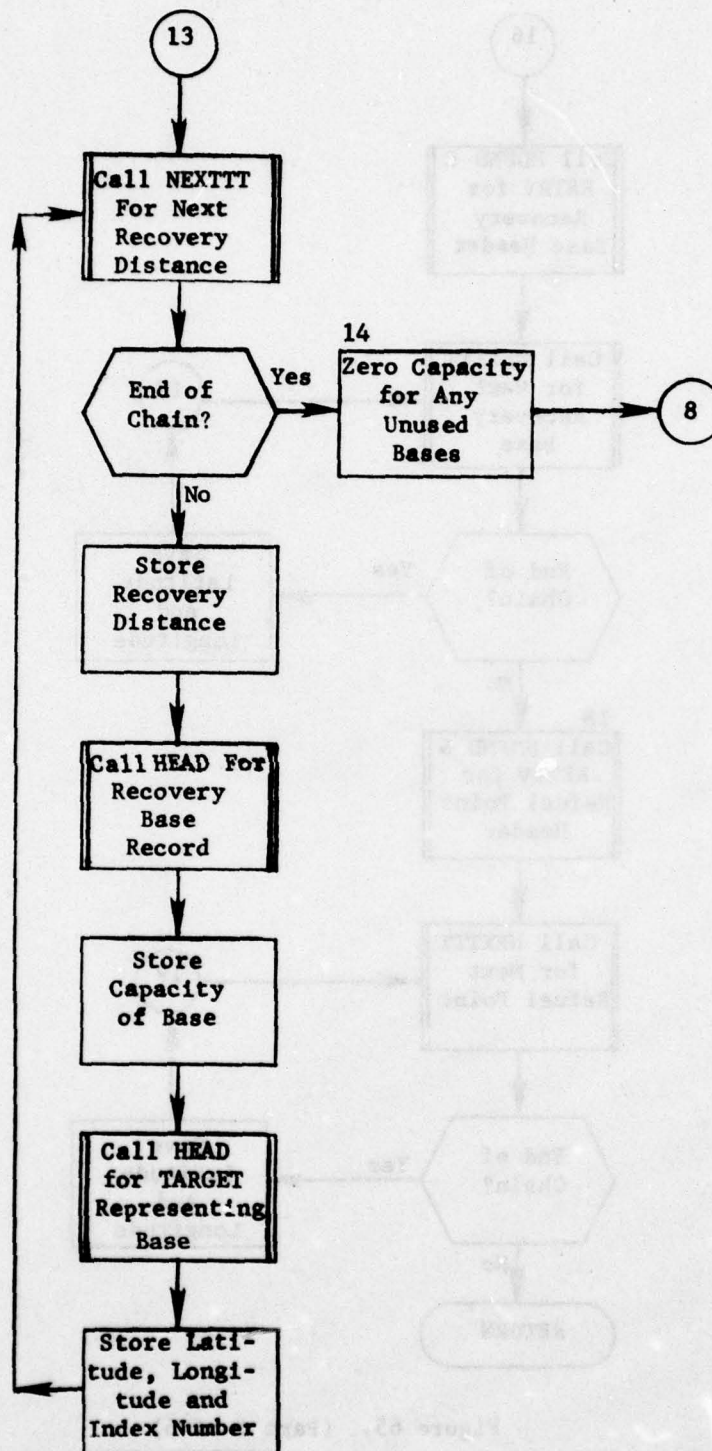 13
Call NEXTTT
For Next
Recovery
Distance
End of
Chain?
Yes
14
Zero Capacity
for Any
Unused
Bases
8
No
Store
Recovery
Distance
Call HEAD For
Recovery
Base
Record
Store
Capacity
of Base
Call HEAD
for TARGET
Representing
Base
Store Lati-
tude, Longi-
tude and
Index Number